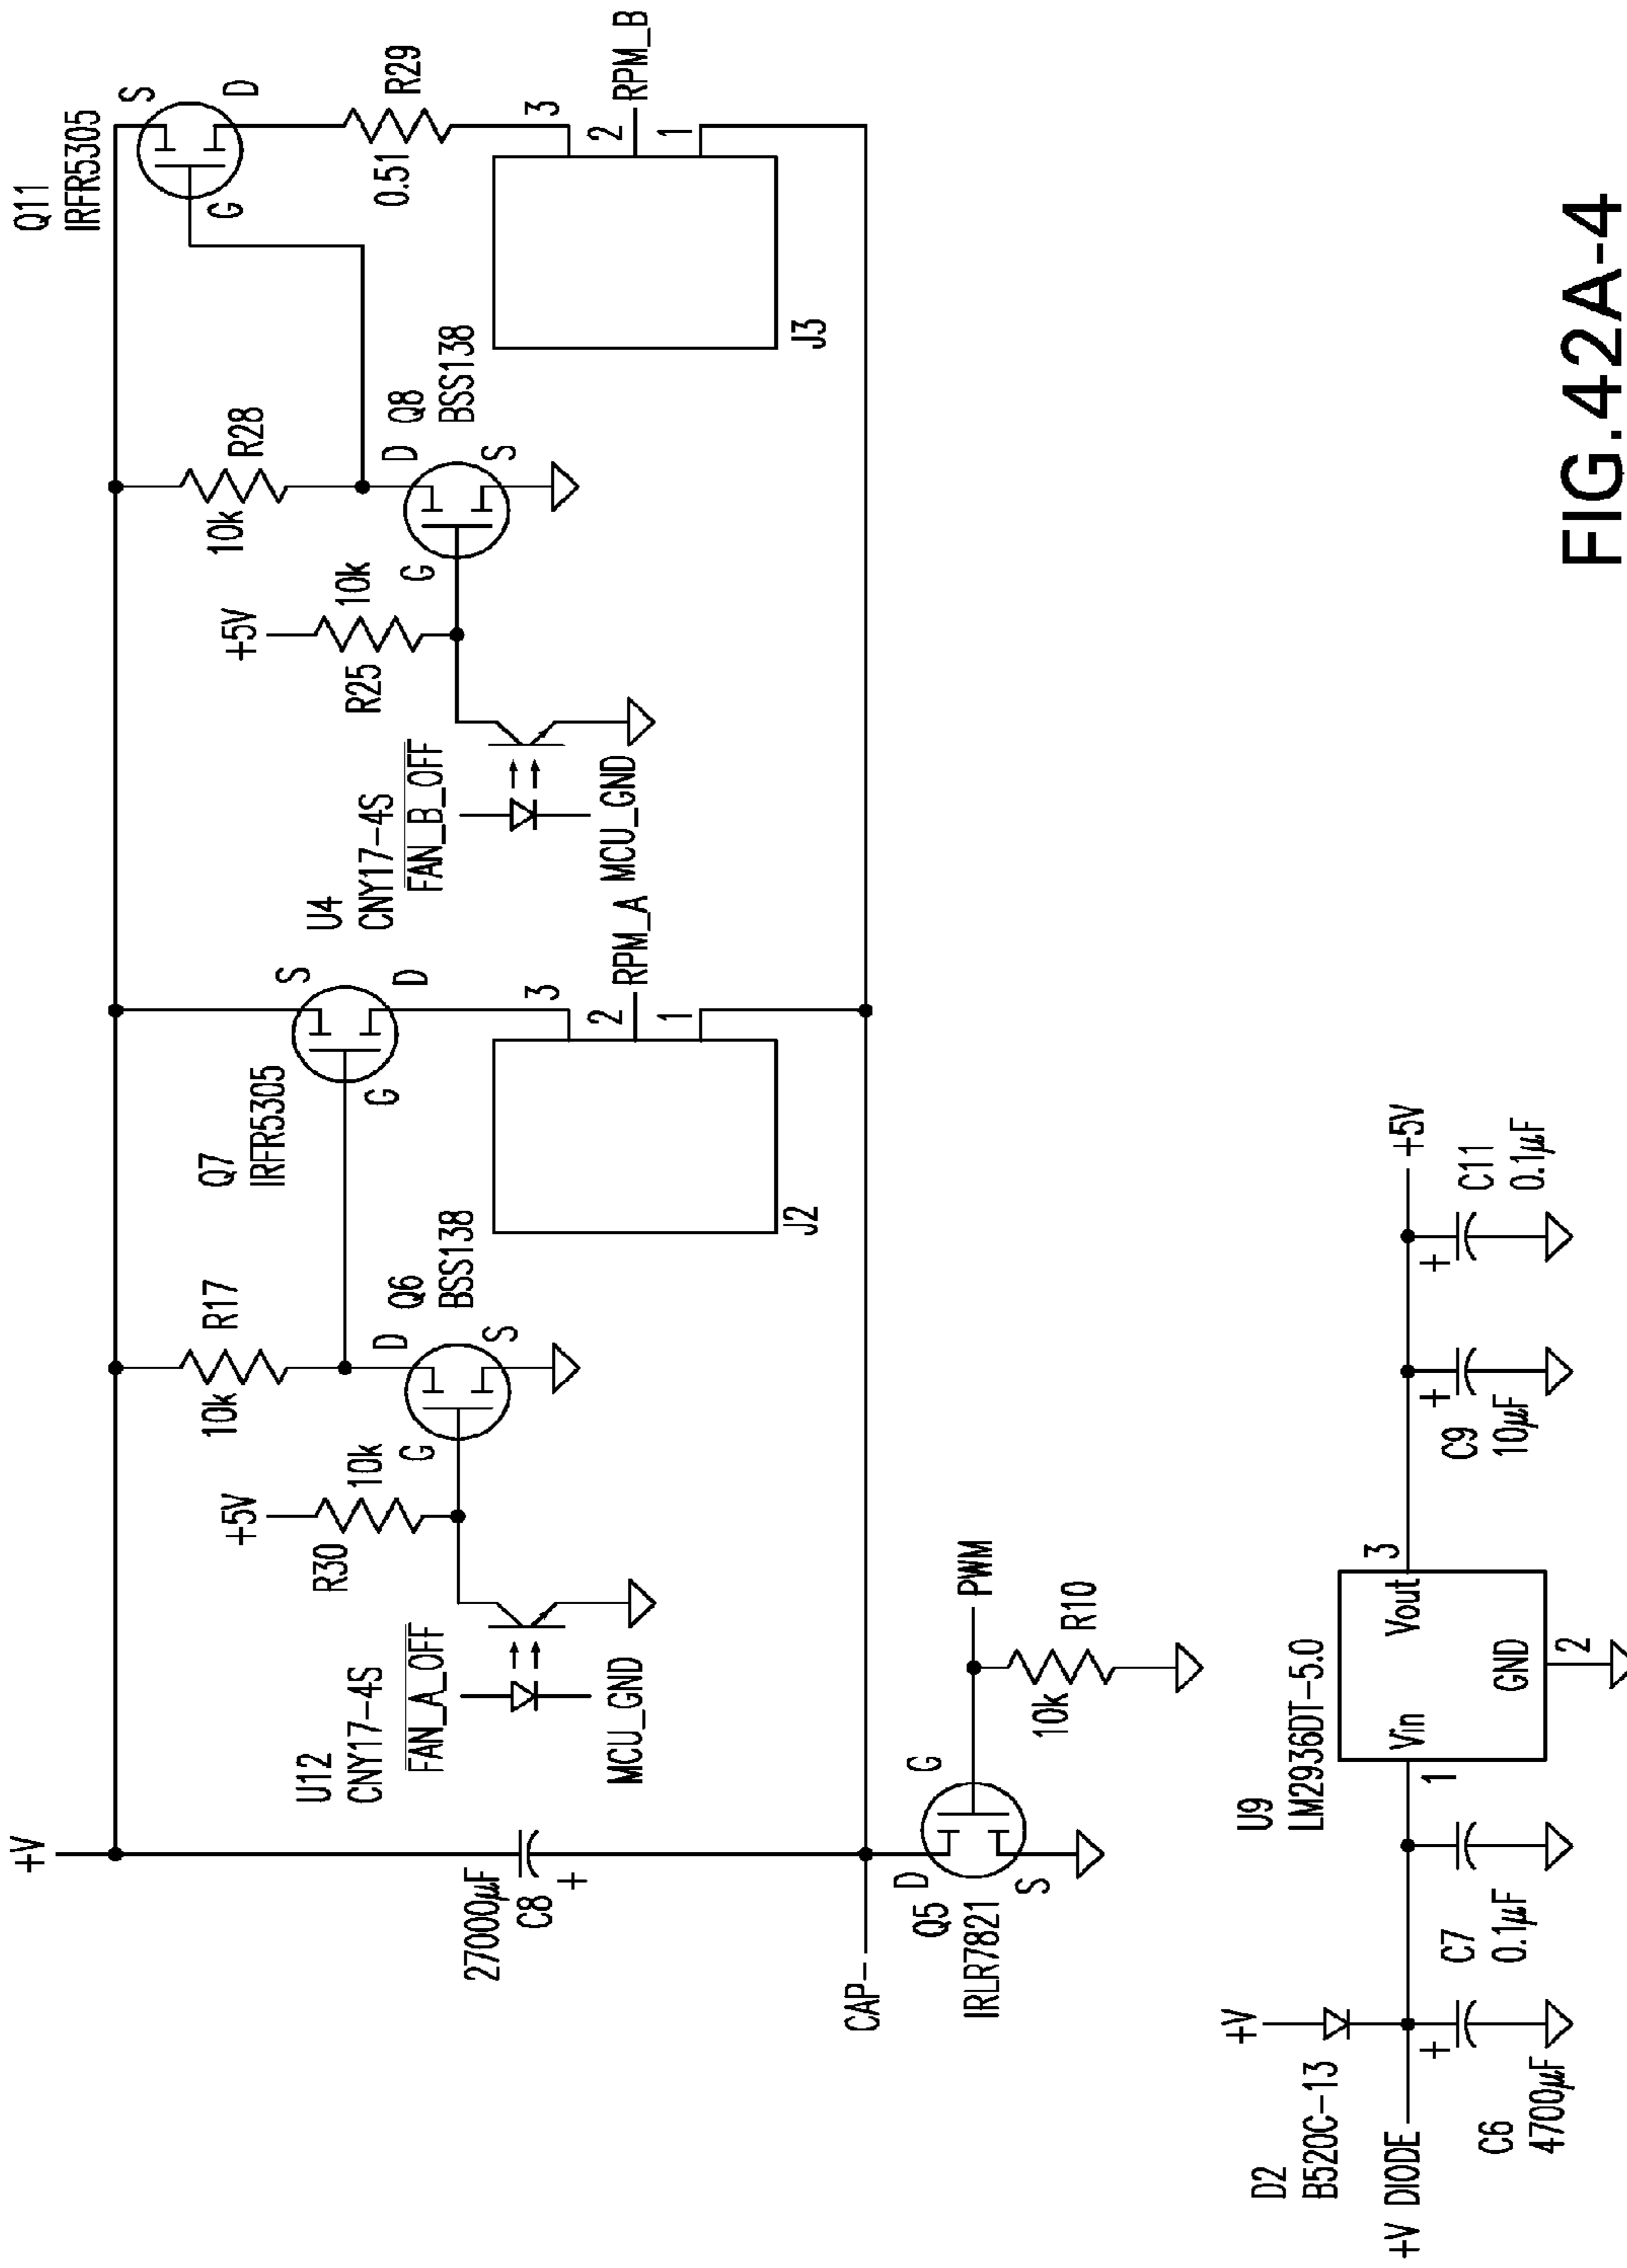 +V
27000µF
C8
+
CAP-
U12
CNY17-4S
FAN_A_OFF
MCU_GND
+5V
R30
10k
10k
R17
G
D
S
Q6
BSS138
Q7
IRFR5305
G
S
D
J2
3
2
1
RPM_A
U4
CNY17-4S
FAN_B_OFF
MCU_GND
+5V
R25
10k
10k
R28
G
D
S
Q8
BSS138
Q11
IRFR5305
G
S
D
0.51
R29
J3
3
2
1
RPM_B
Q5
IRLR7821
D
S
G
PWM
10k
R10
D2
B520C-13
+V
+V DIODE
+
C6
4700µF
C7
0.1µF
U9
LM2936DT-5.0
1
Vin
Vout
GND
3
2
+
C9
10µF
+
C11
0.1µF
+5V
FIG.42A-4